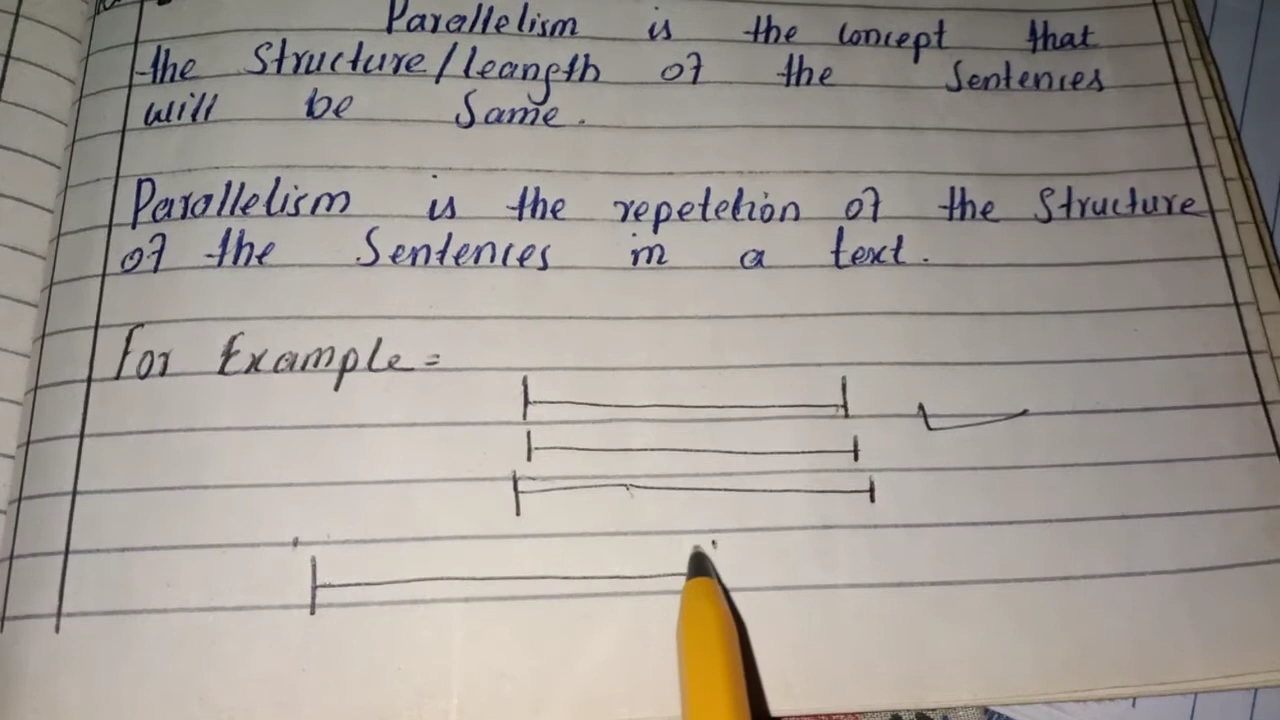 Parallelism is the concept that
the Structure/leangth of the Sentences
will be Same.
Parallelism is the repetetion of the Structure
of the Sentences in a text.
For Example=